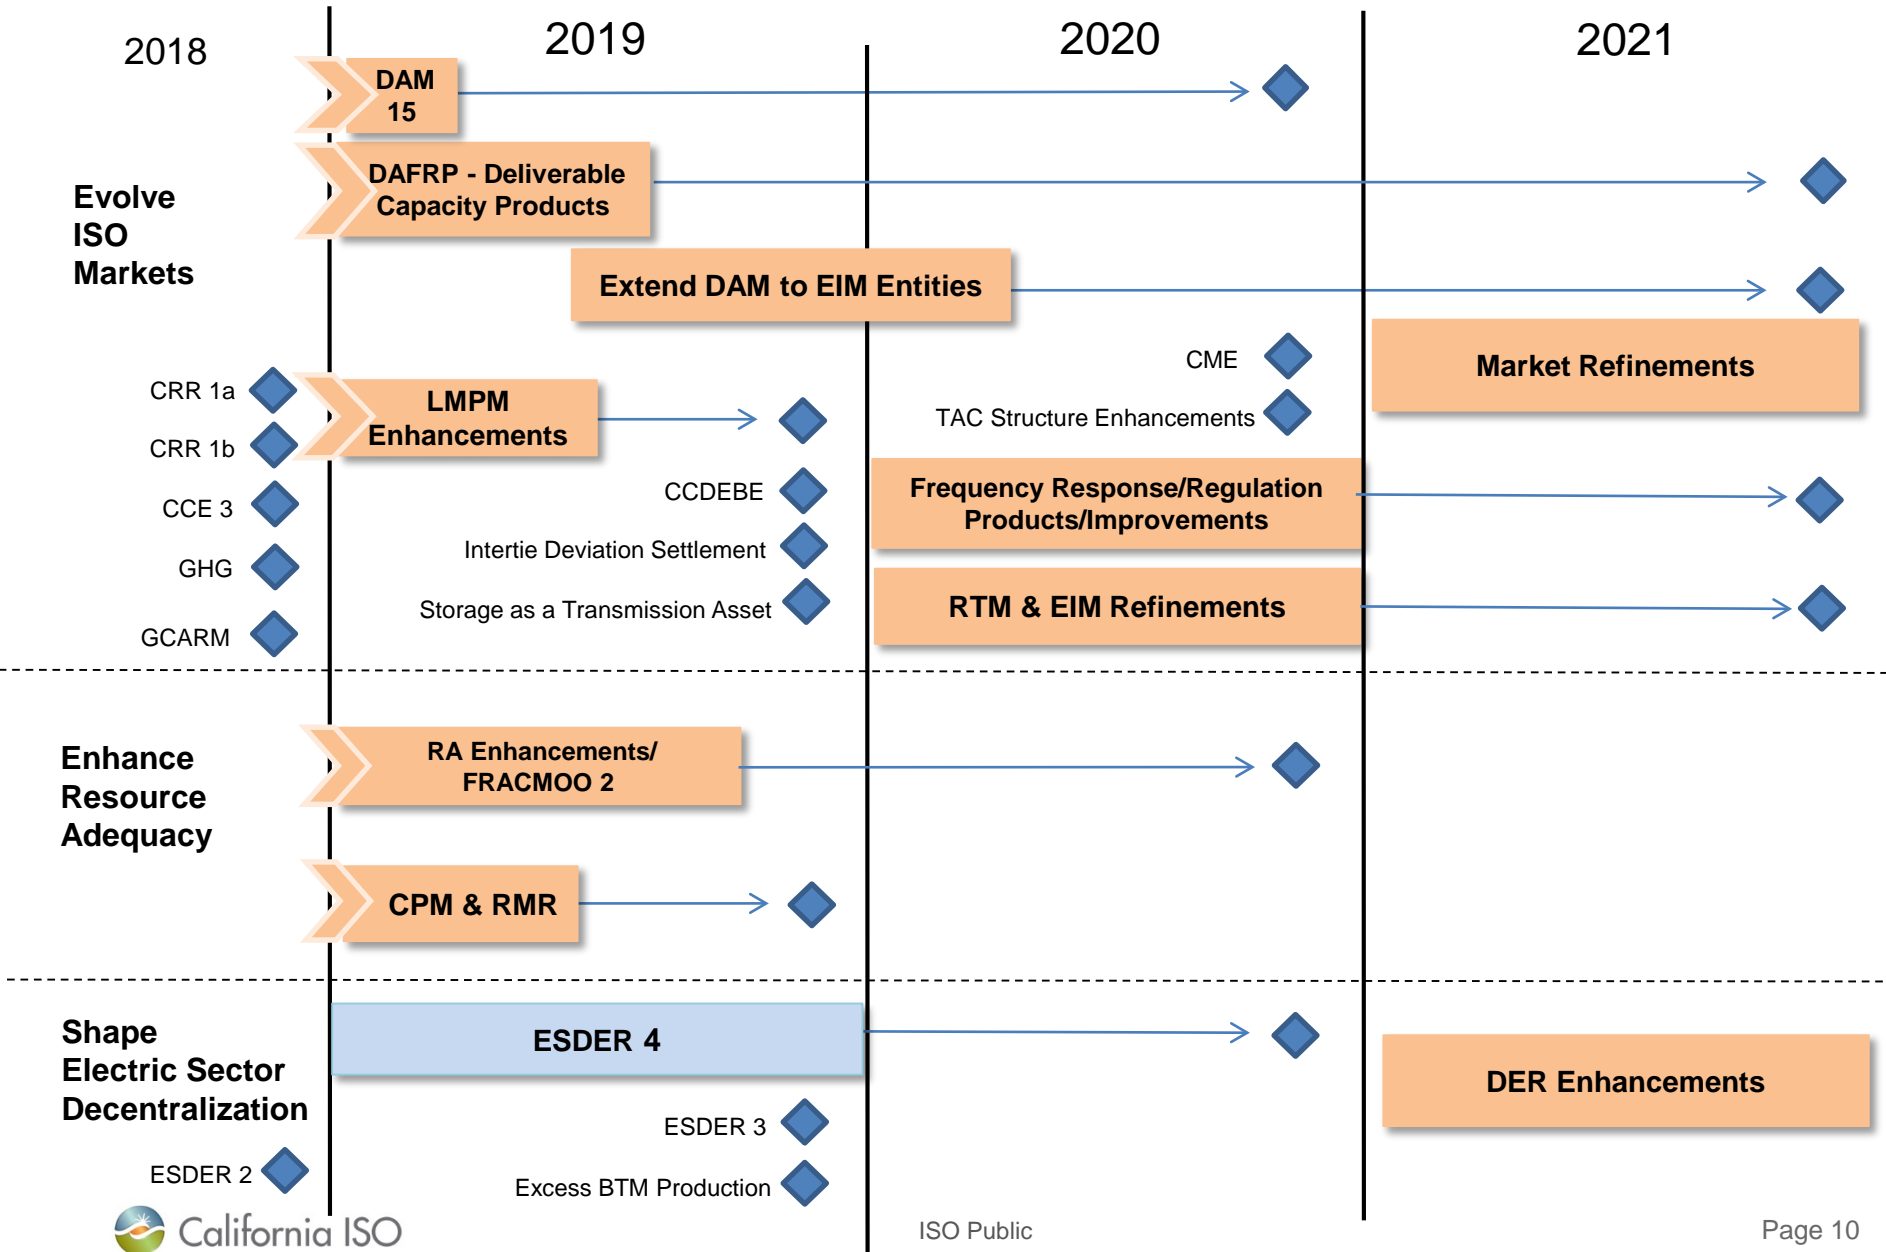 2018
2019
2020
2021
DAM
15
DAFRP - Deliverable
Capacity Products
Evolve
ISO
Markets
Extend DAM to EIM Entities
Market Refinements
CME
TAC Structure Enhancements
CRR 1a
CRR 1b
CCE 3
GHG
GCARM
LMPM
Enhancements
CCDEBE
Intertie Deviation Settlement
Storage as a Transmission Asset
Frequency Response/Regulation
Products/Improvements
RTM & EIM Refinements
Enhance
Resource
Adequacy
RA Enhancements/
FRACMOO 2
CPM & RMR
Shape
Electric Sector
Decentralization
ESDER 4
DER Enhancements
ESDER 3
ESDER 2
Excess BTM Production
California ISO
ISO Public
Page 10